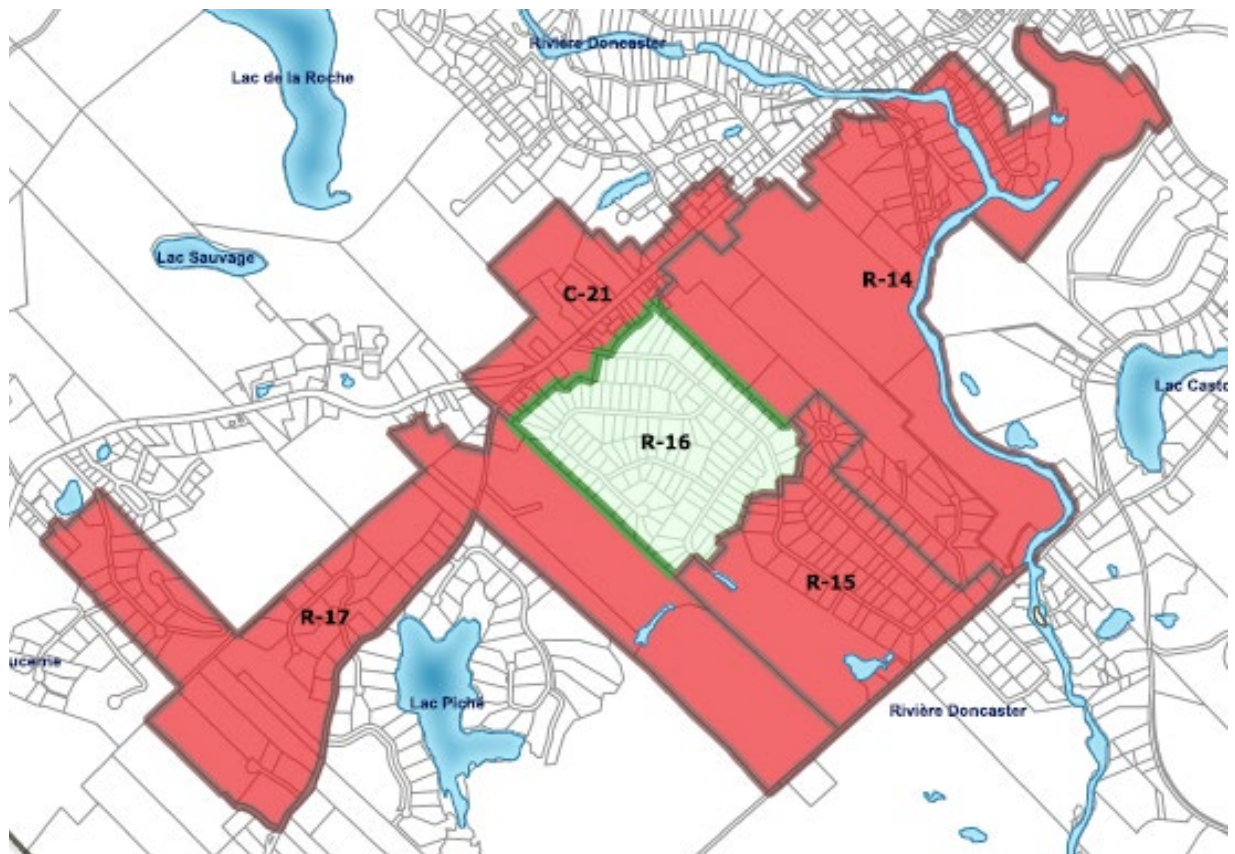 Rivière Doncaster
Lac de la Roche
Lac Sauvage
C-21
R-14
Lac Casto
R-16
R-15
R-17
ucerne
Lac Piché
Rivière Doncaster